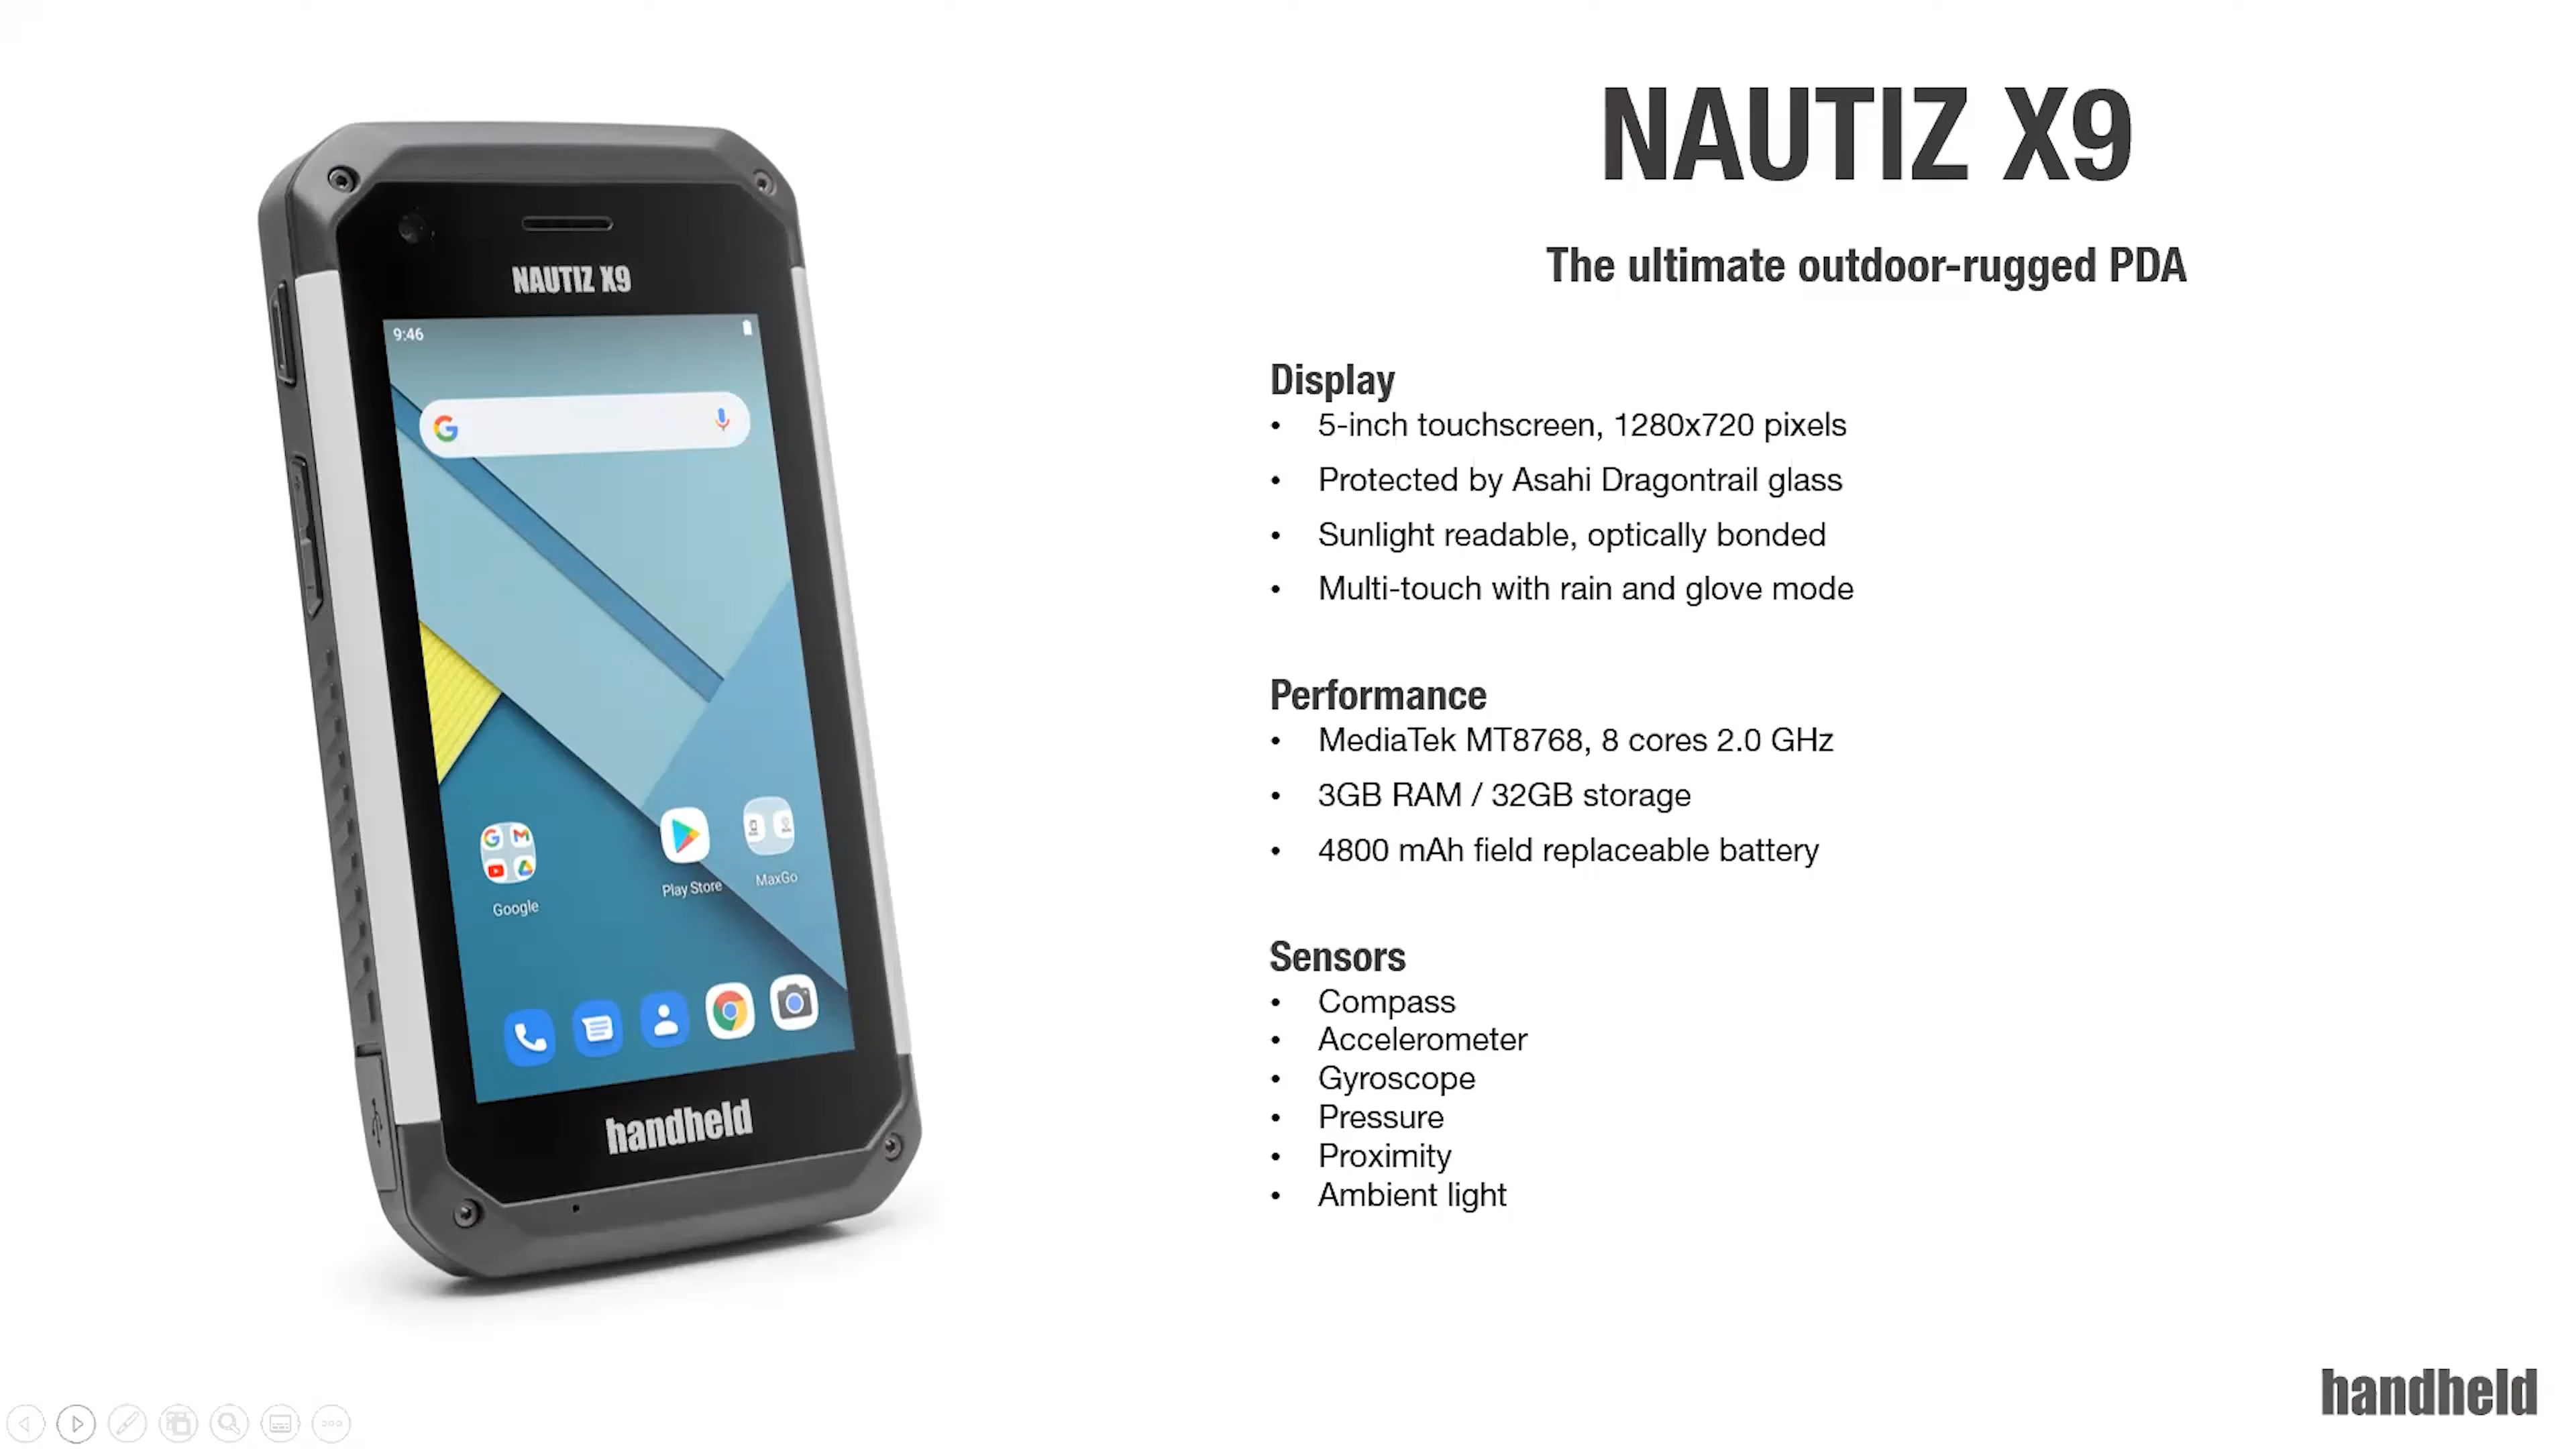 NAUTIZ X9
The ultimate outdoor-rugged PDA
Display
• 5-inch touchscreen, 1280x720 pixels
• Protected by Asahi Dragontrail glass
• Sunlight readable, optically bonded
• Multi-touch with rain and glove mode
Performance
• MediaTek MT8768, 8 cores 2.0 GHz
• 3GB RAM / 32GB storage
• 4800 mAh field replaceable battery
Sensors
• Compass
• Accelerometer
• Gyroscope
• Pressure
• Proximity
• Ambient light
NAUTIZ X9
9:46
Google
Play Store
MaxGo
handheld
handheld